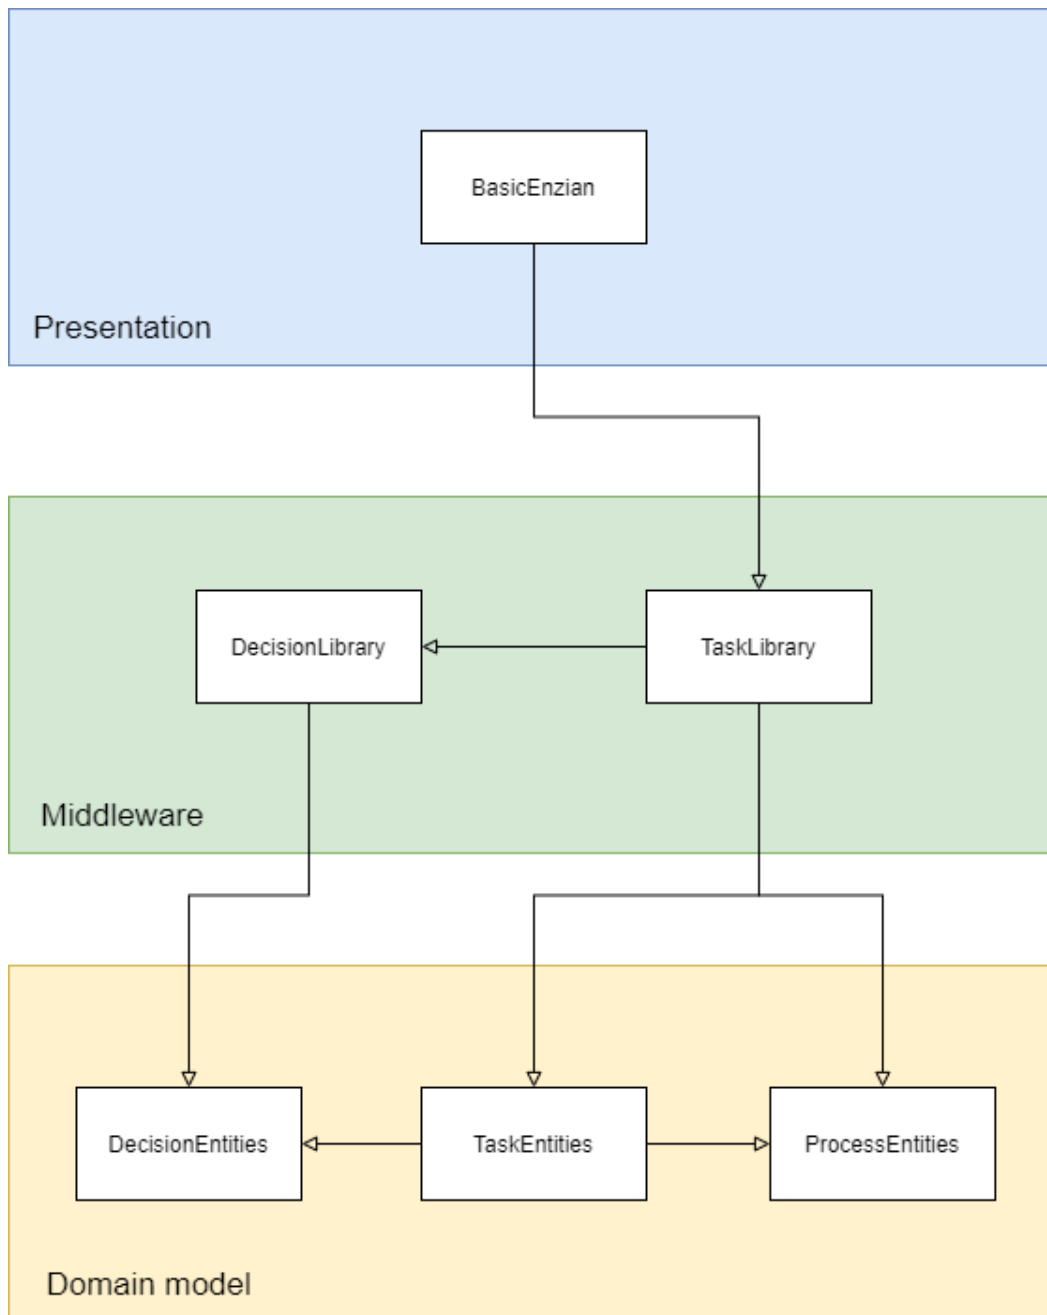 BasicEnzian
Presentation
DecisionLibrary
TaskLibrary
Middleware
DecisionEntities
TaskEntities
ProcessEntities
Domain model